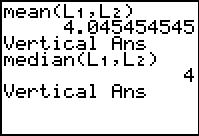 mean(L₁,L₂)
4.045454545
Vertical Ans
median(L₁,L₂)
4
Vertical Ans